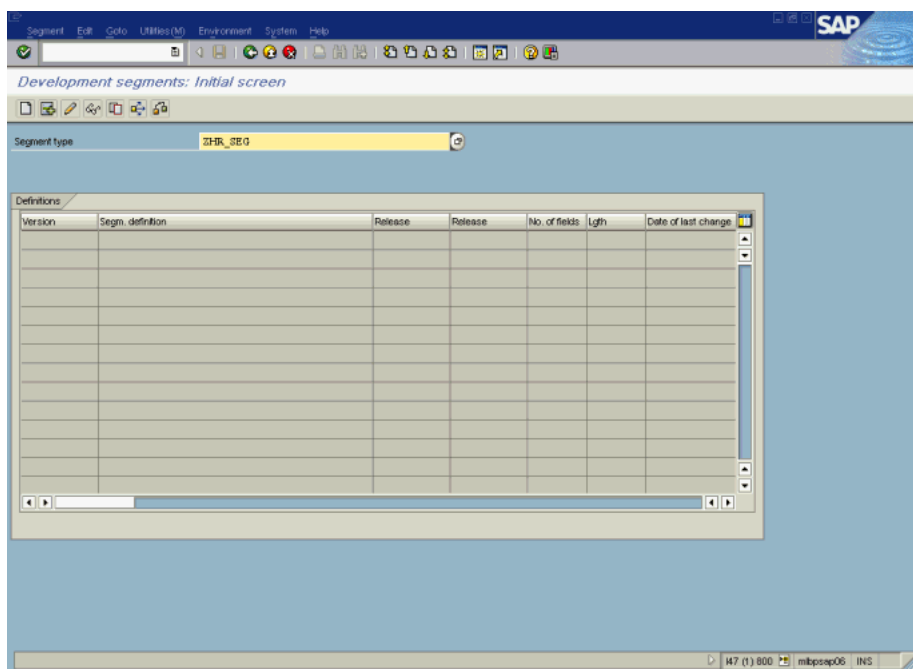 Segment Edit Goto Utilities(M) Environment System Help
SAP
Development segments: Initial screen
Segment type ZHR_SEG
Definitions
Version Segm. definition Release Release No. of fields Lgth Date of last change
I47 (1) 800 mibpsap06 INS